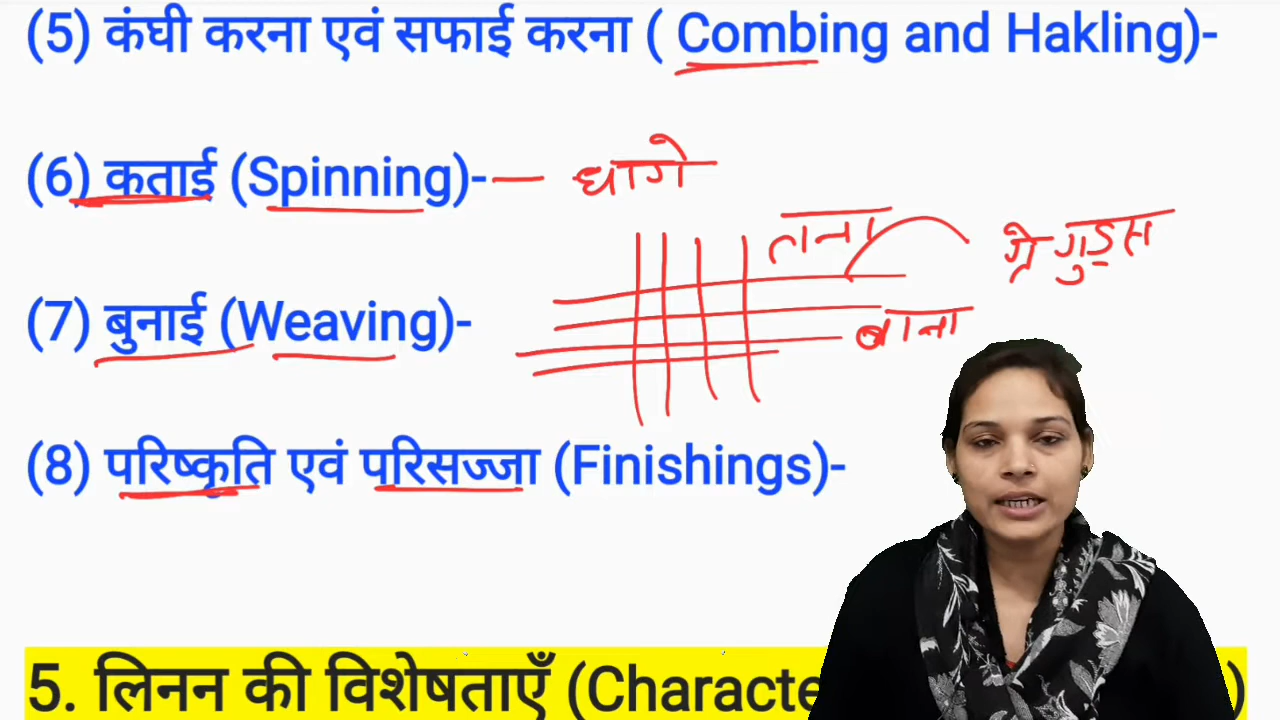 (5) कंघी करना एवं सफाई करना ( Combing and Hakling)-
(6) कताई (Spinning)- — धागे
ताना
ग्रे गुड्स
(7) बुनाई (Weaving)-
बाना
(8) परिष्कृति एवं परिसज्जा (Finishings)-
5. लिनन की विशेषताएँ (Characte )